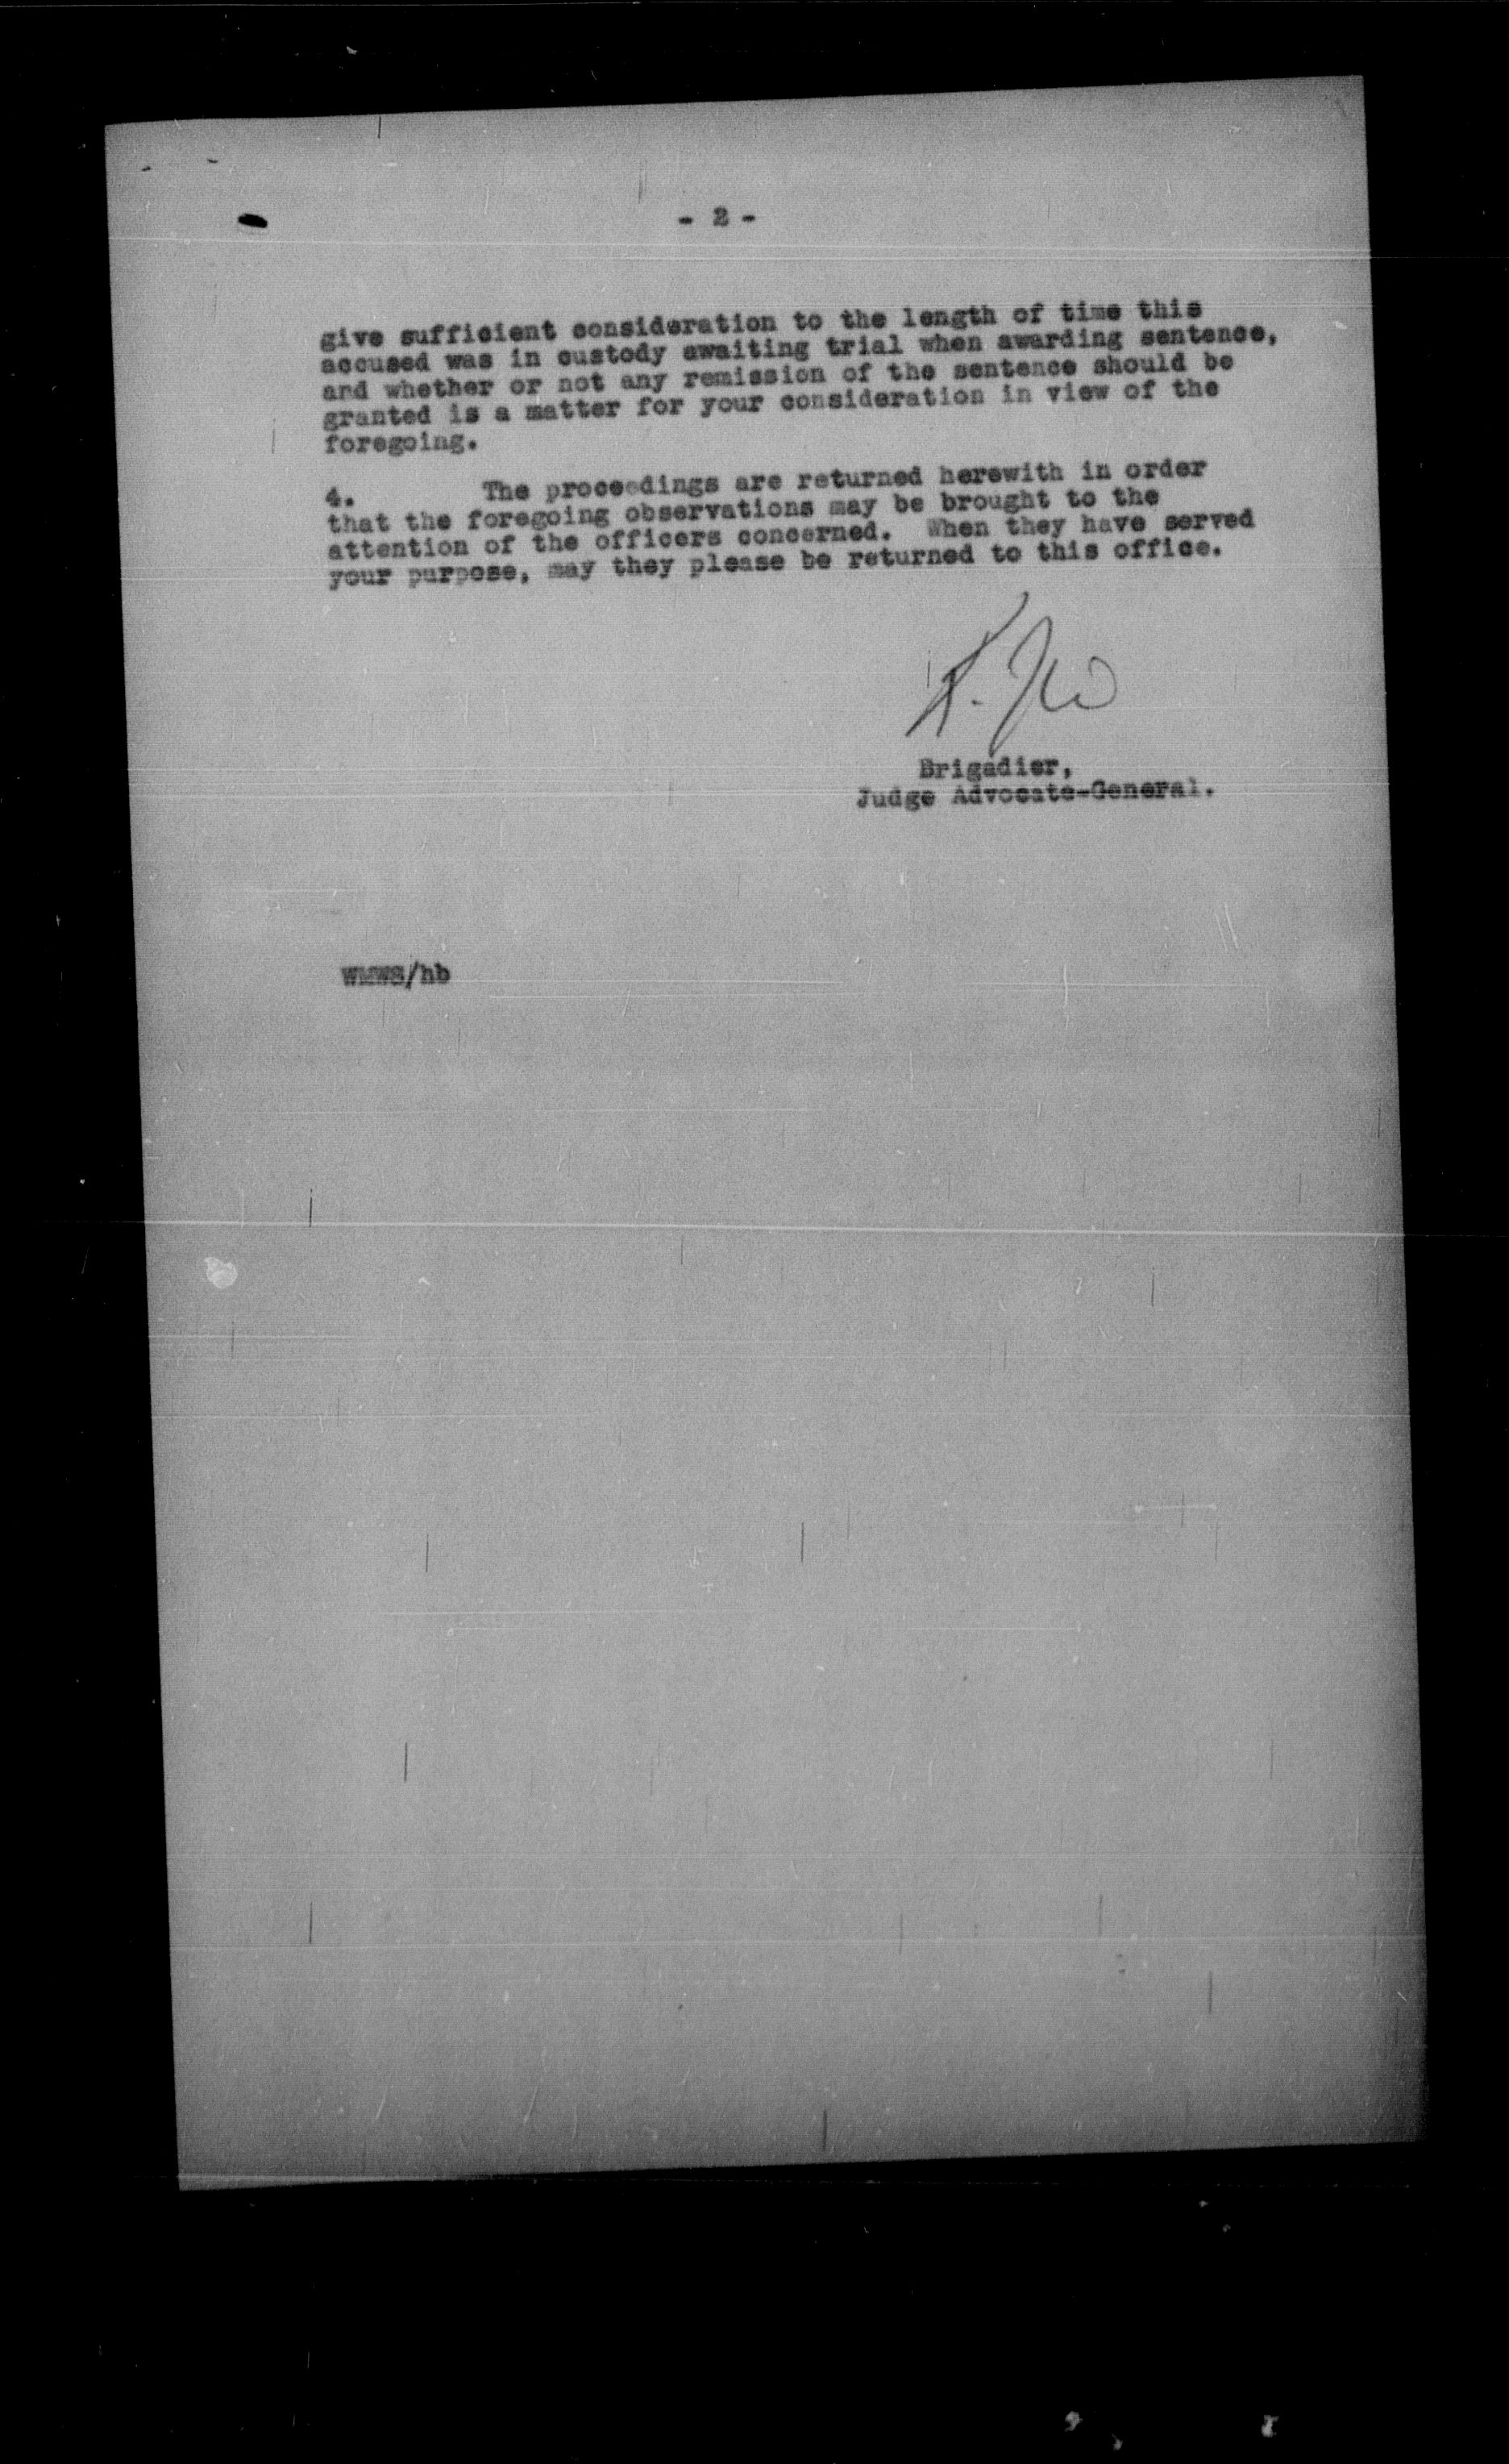 - 2 -
give sufficient consideration to the length of time this
accused was in custody awaiting trial when awarding sentence,
and whether or not any remission of the sentence should be
granted is a matter for your consideration in view of the
foregoing.
4. The proceedings are returned herewith in order
that the foregoing observations may be brought to the
attention of the officers concerned. When they have served
your purpose, may they please be returned to this office.
Brigadier,
Judge Advocate-General.
WMWS/hb